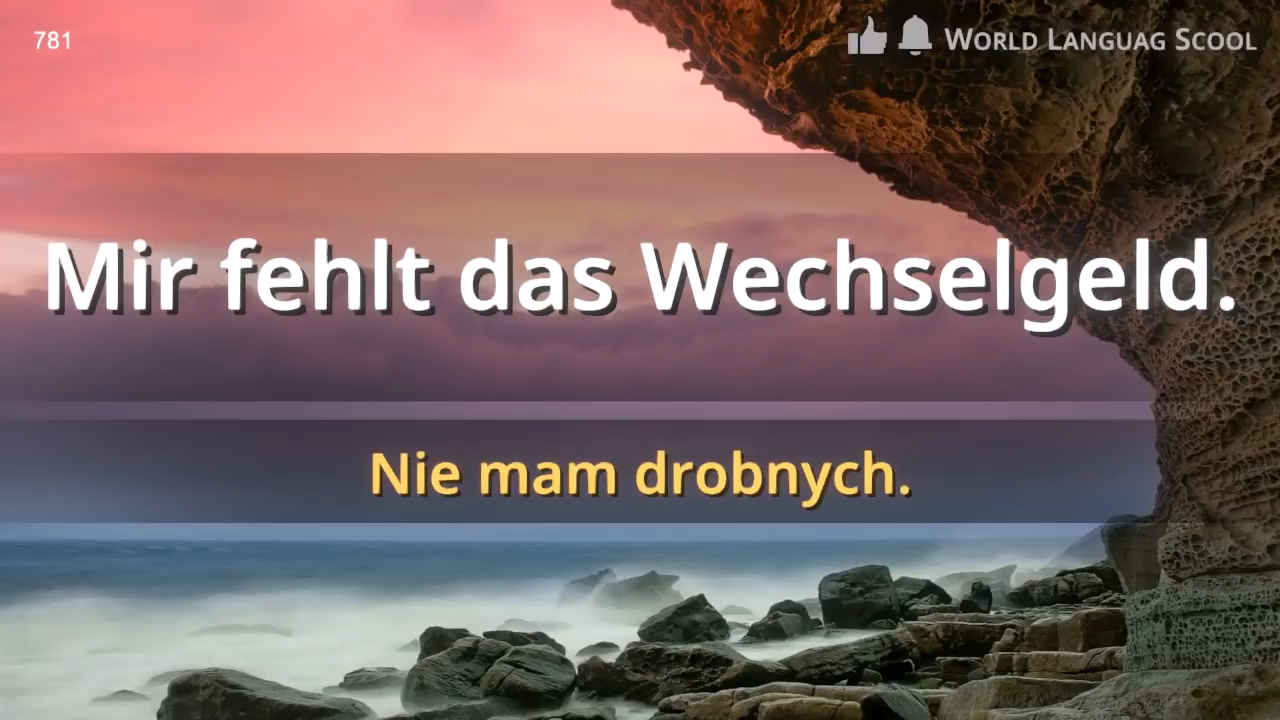 781
WORLD LANGUAG SCOOL
Mir fehlt das Wechselgeld.
Nie mam drobnych.